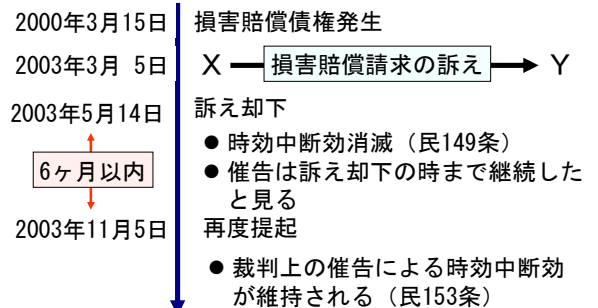 2000年3月15日 損害賠償債権発生
2003年3月 5日 X 損害賠償請求の訴え Y
2003年5月14日 訴え却下
● 時効中断効消滅（民149条）
6ヶ月以内
● 催告は訴え却下の時まで継続した
と見る
2003年11月5日 再度提起
● 裁判上の催告による時効中断効
が維持される（民153条）